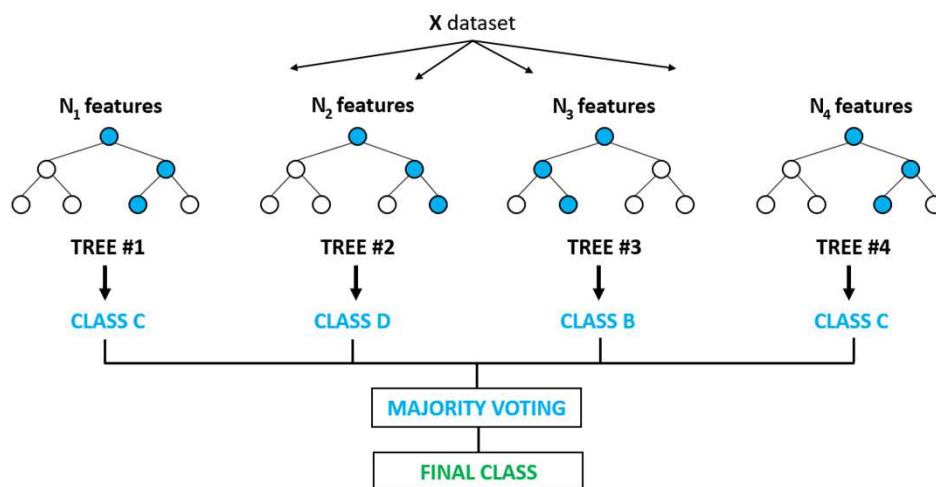 X dataset
N₁ features N₂ features N₃ features N₄ features
TREE #1 TREE #2 TREE #3 TREE #4
CLASS C CLASS D CLASS B CLASS C
MAJORITY VOTING
FINAL CLASS